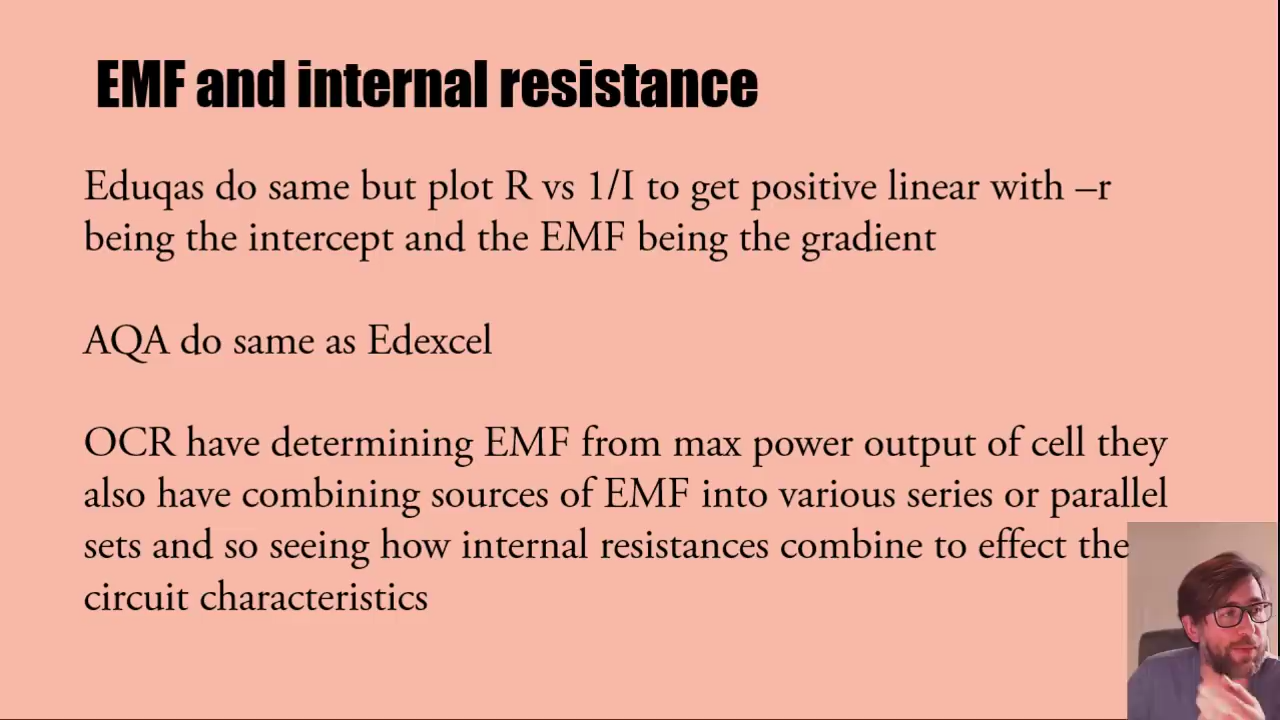 EMF and internal resistance
Eduqas do same but plot R vs 1/I to get positive linear with –r
being the intercept and the EMF being the gradient
AQA do same as Edexcel
OCR have determining EMF from max power output of cell they
also have combining sources of EMF into various series or parallel
sets and so seeing how internal resistances combine to effect the
circuit characteristics